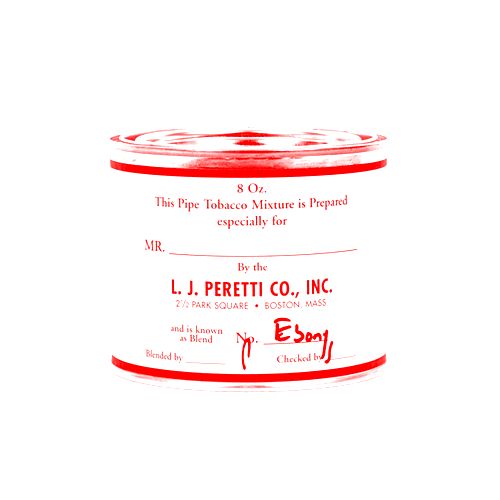 8 Oz.
This Pipe Tobacco Mixture is Prepared
especially for
MR.
By the
L. J. PERETTI CO., INC.
2½ PARK SQUARE • BOSTON, MASS
and is known
as Blend No. Ebony
Blended by Checked by